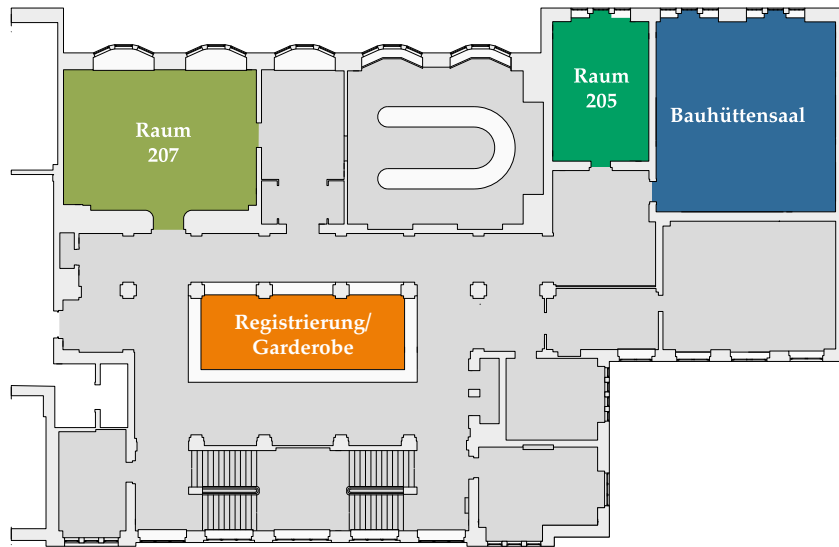 Raum
207
Raum
205
Bauhüttensaal
Registrierung/
Garderobe